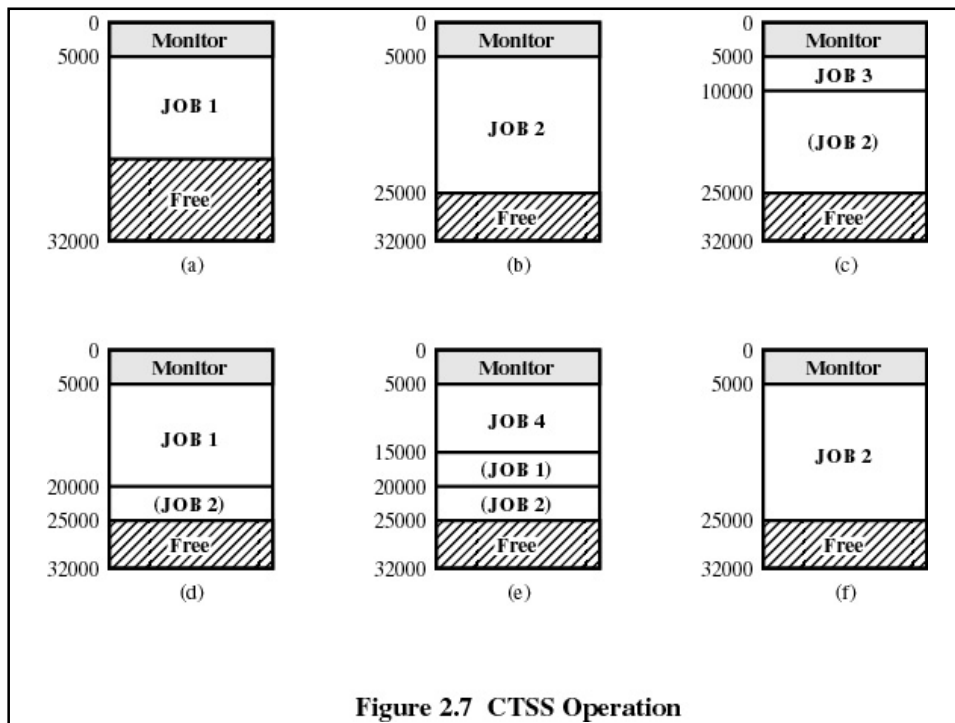 0
Monitor
5000
JOB 1
Free
32000
(a)
0
Monitor
5000
JOB 2
25000
Free
32000
(b)
0
Monitor
5000
JOB 3
10000
(JOB 2)
25000
Free
32000
(c)
0
Monitor
5000
JOB 1
20000
(JOB 2)
25000
Free
32000
(d)
0
Monitor
5000
JOB 4
15000
(JOB 1)
20000
(JOB 2)
25000
Free
32000
(e)
0
Monitor
5000
JOB 2
25000
Free
32000
(f)
Figure 2.7 CTSS Operation